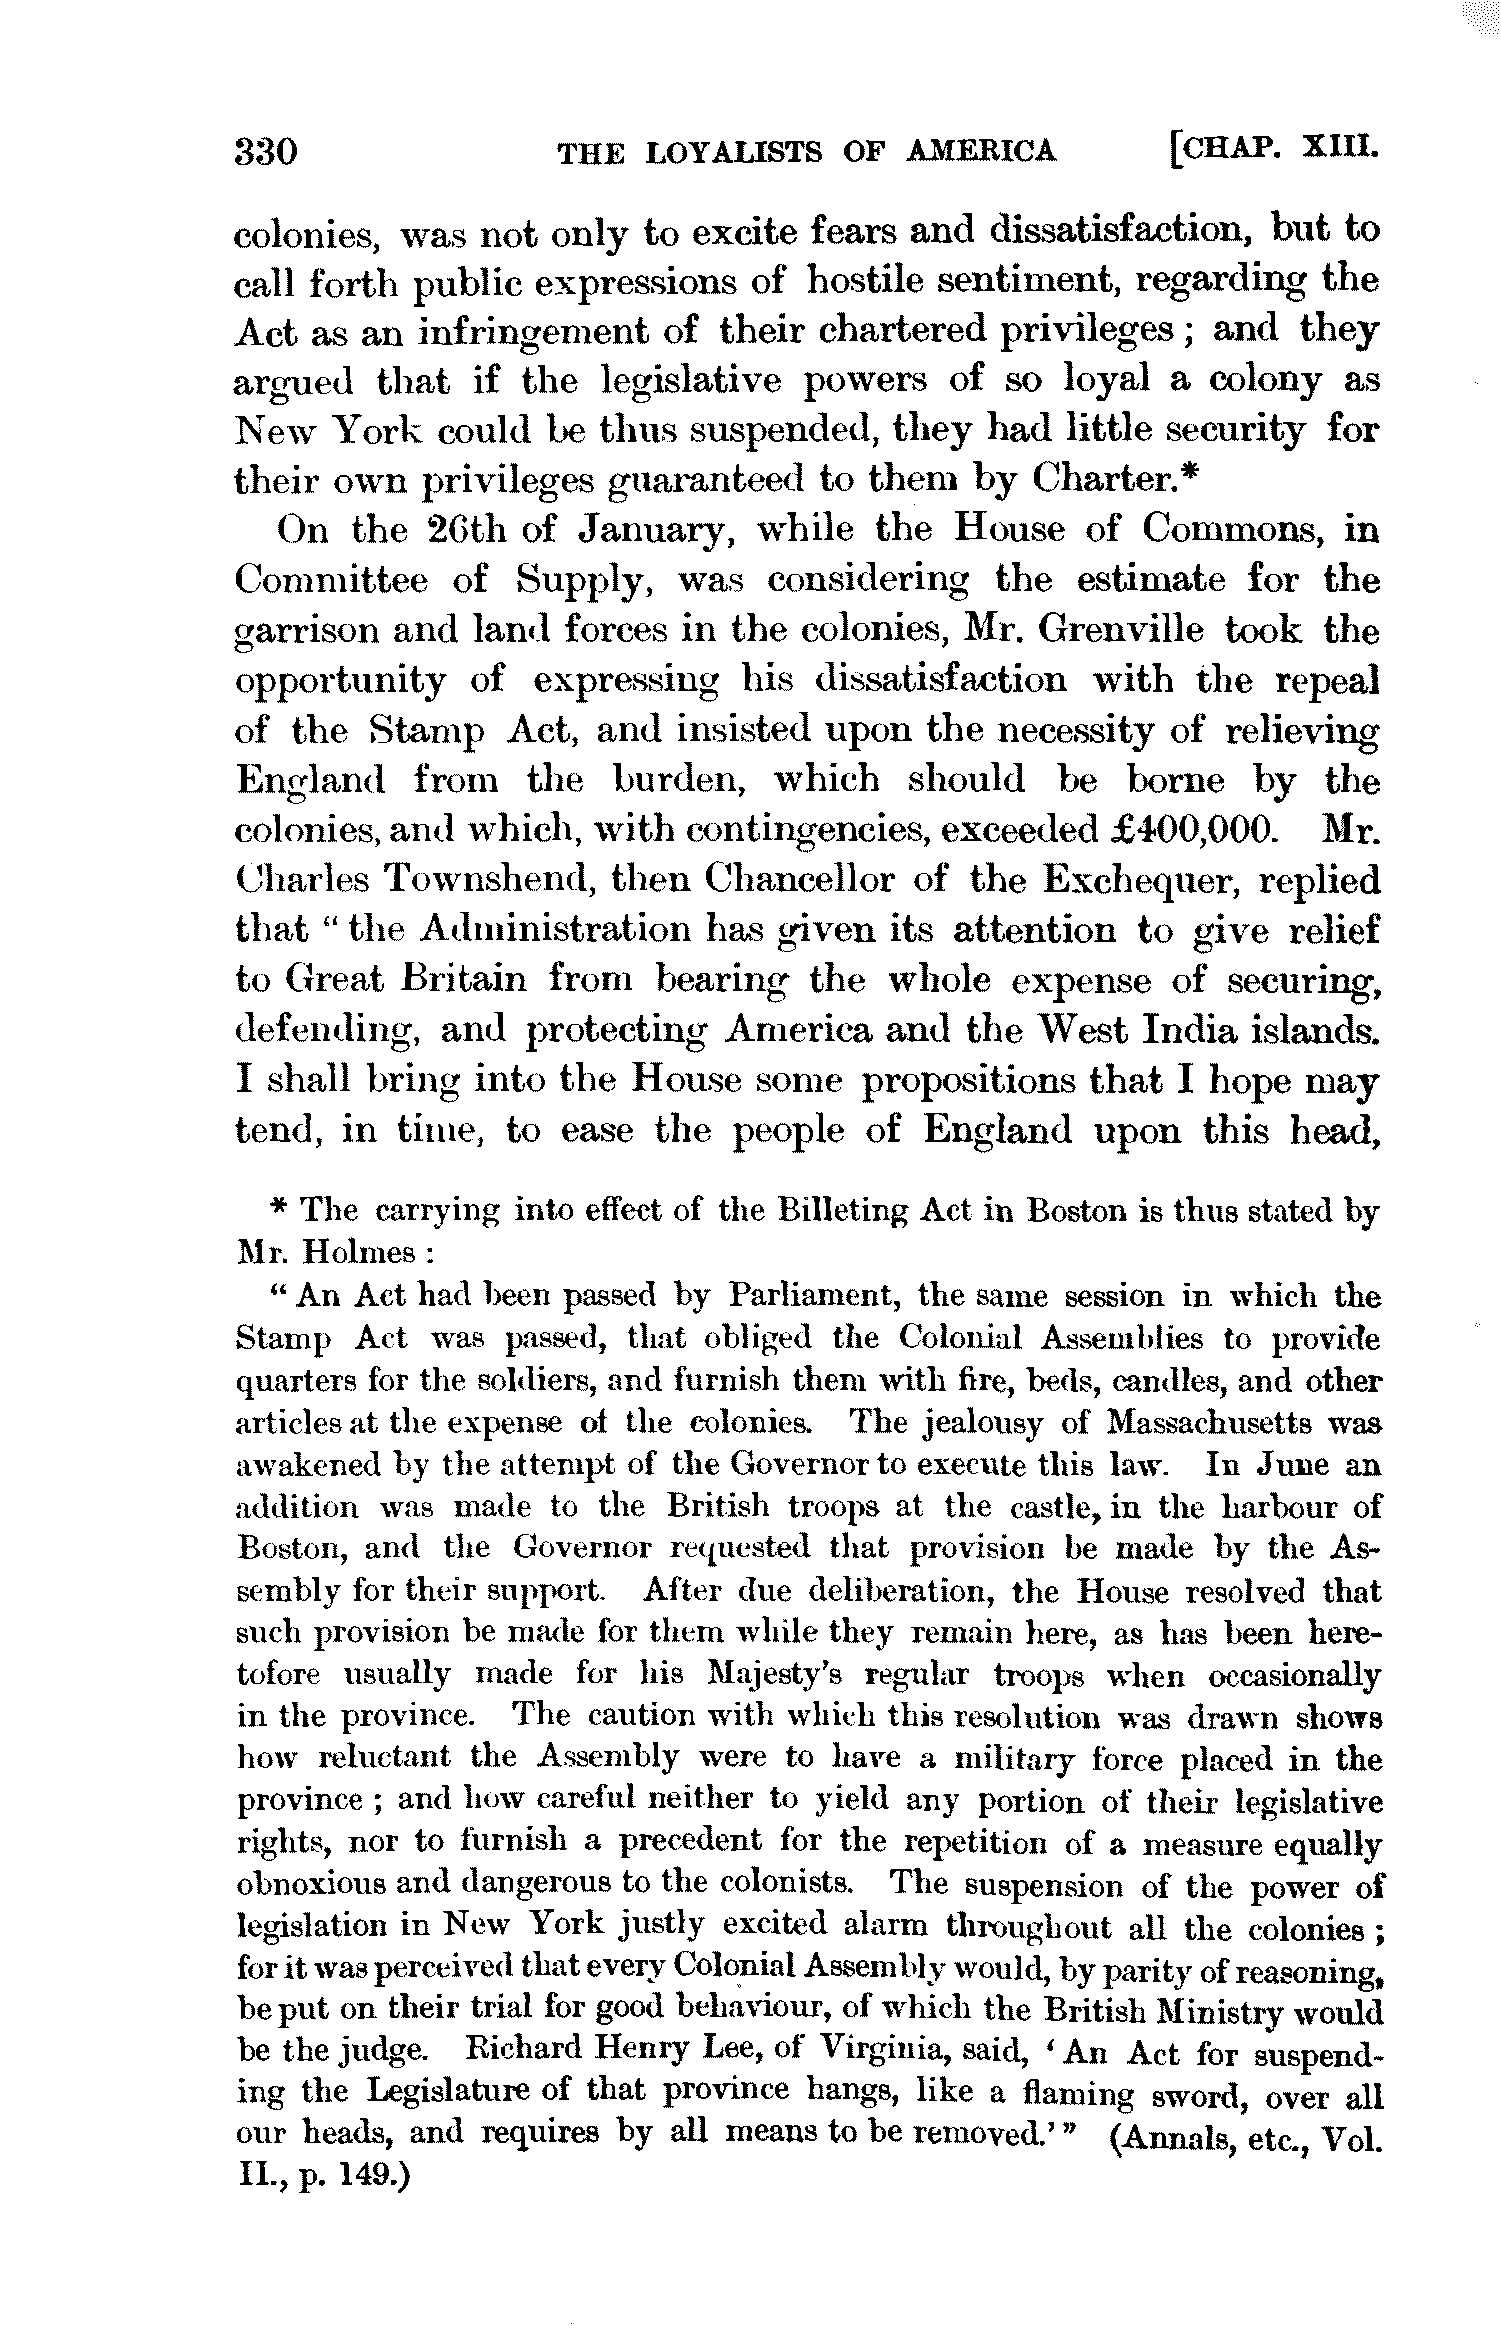 330 THE LOYALISTS OF AMERICA [CHAP. XIII.
colonies, was not only to excite fears and dissatisfaction, but to
call forth public expressions of hostile sentiment, regarding the
Act as an infringement of their chartered privileges ; and they
argued that if the legislative powers of so loyal a colony as
New York could be thus suspended, they had little security for
their own privileges guaranteed to them by Charter.*
On the 26th of January, while the House of Commons, in
Committee of Supply, was considering the estimate for the
garrison and land forces in the colonies, Mr. Grenville took the
opportunity of expressing his dissatisfaction with the repeal
of the Stamp Act, and insisted upon the necessity of relieving
England from the burden, which should be borne by the
colonies, and which, with contingencies, exceeded £400,000. Mr.
Charles Townshend, then Chancellor of the Exchequer, replied
that " the Administration has given its attention to give relief
to Great Britain from bearing the whole expense of securing,
defending, and protecting America and the West India islands.
I shall bring into the House some propositions that I hope may
tend, in time, to ease the people of England upon this head,
* The carrying into effect of the Billeting Act in Boston is thus stated by
Mr. Holmes :
" An Act had been passed by Parliament, the same session in which the
Stamp Act was passed, that obliged the Colonial Assemblies to provide
quarters for the soldiers, and furnish them with fire, beds, candles, and other
articles at the expense of the colonies. The jealousy of Massachusetts was
awakened by the attempt of the Governor to execute this law. In June an
addition was made to the British troops at the castle, in the harbour of
Boston, and the Governor requested that provision be made by the As-
sembly for their support. After due deliberation, the House resolved that
such provision be made for them while they remain here, as has been here-
tofore usually made for his Majesty's regular troops when occasionally
in the province. The caution with which this resolution was drawn shows
how reluctant the Assembly were to have a military force placed in the
province ; and how careful neither to yield any portion of their legislative
rights, nor to furnish a precedent for the repetition of a measure equally
obnoxious and dangerous to the colonists. The suspension of the power of
legislation in New York justly excited alarm throughout all the colonies ;
for it was perceived that every Colonial Assembly would, by parity of reasoning,
be put on their trial for good behaviour, of which the British Ministry would
be the judge. Richard Henry Lee, of Virginia, said, ' An Act for suspend-
ing the Legislature of that province hangs, like a flaming sword, over all
our heads, and requires by all means to be removed.' " (Annals, etc., Vol.
II., p. 149.)